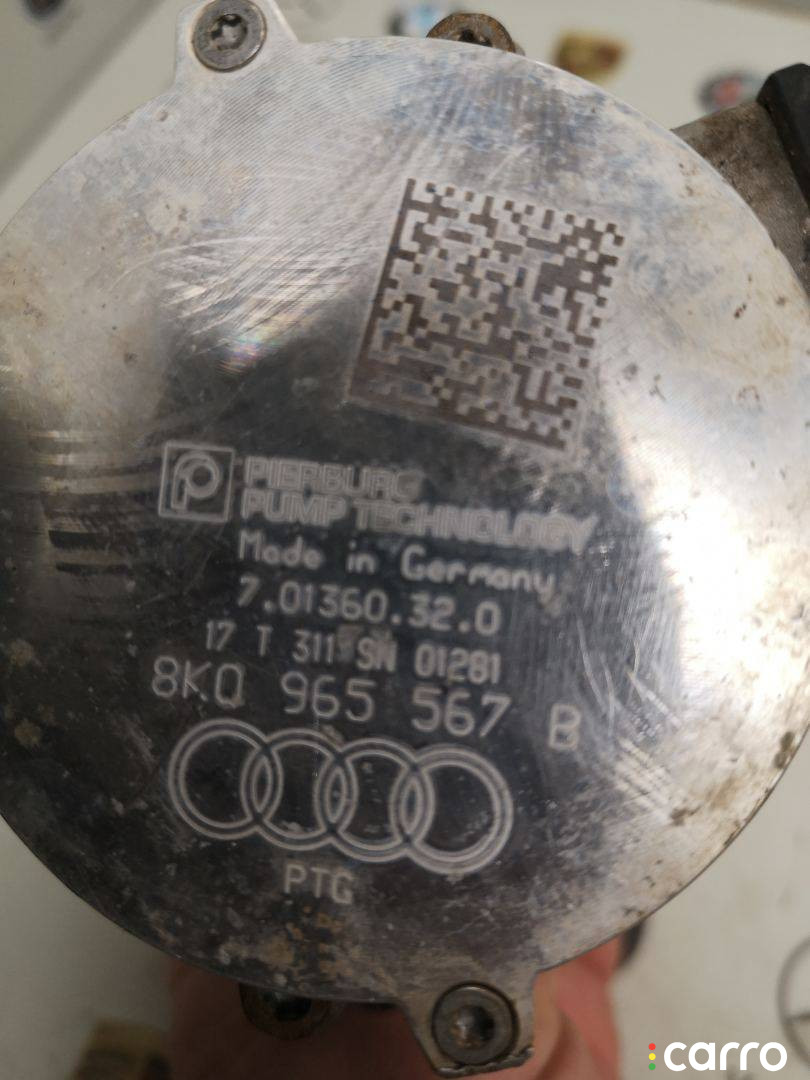 PIERBURG
PUMP TECHNOLOGY
Made in Germany
7.01360.32.0
17 T 311 SN 01281
8K0 965 567 B
PTG
carro